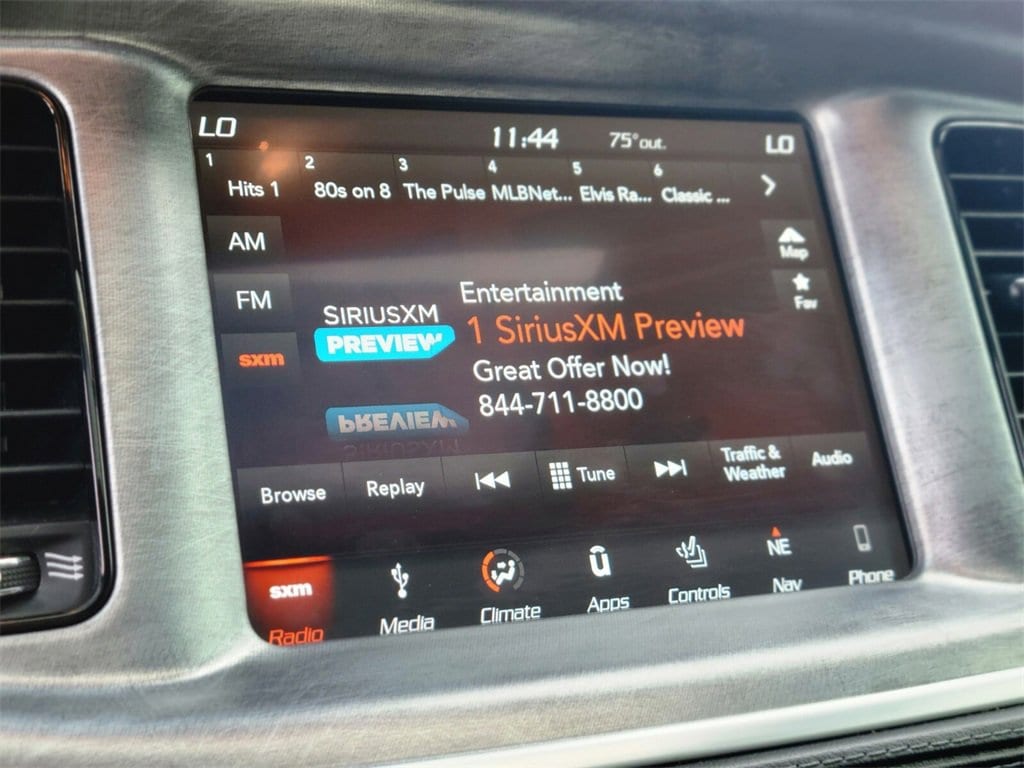 LO 11:44 75° out. LO
1 2 3 4 5 6
Hits 1 80s on 8 The Pulse MLBNet... Elvis Ra... Classic ...
AM
Map
FM
Fav
sxm
SIRIUSXM
PREVIEW
Entertainment
1 SiriusXM Preview
Great Offer Now!
844-711-8800
PREVIEW
SIRIUSXM
Browse Replay Tune Traffic & Weather Audio
sxm ū NE
Radio Media Climate Apps Controls Nav Phone